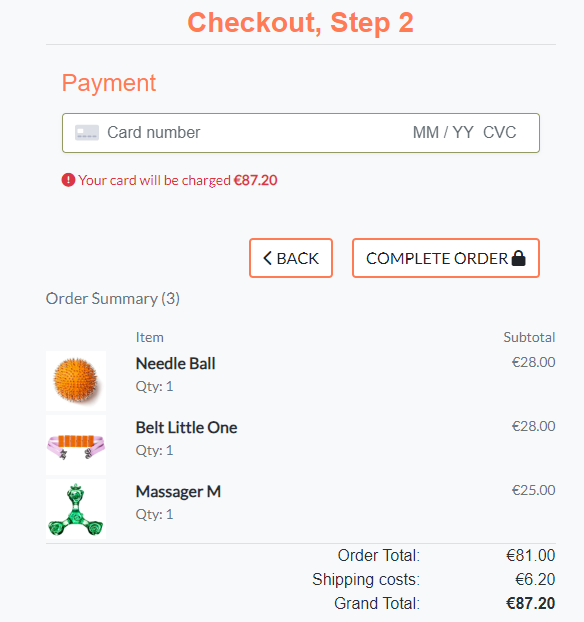 Checkout, Step 2
Payment
Card number MM / YY CVC
Your card will be charged €87.20
BACK COMPLETE ORDER
Order Summary (3)
Item Subtotal
Needle Ball €28.00
Qty: 1
Belt Little One €28.00
Qty: 1
Massager M €25.00
Qty: 1
Order Total: €81.00
Shipping costs: €6.20
Grand Total: €87.20